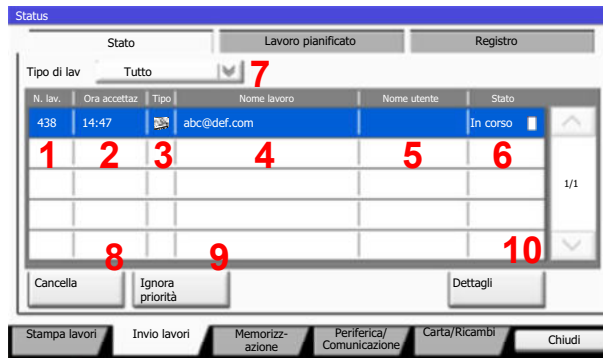 Status
Stato Lavoro pianificato Registro
Tipo di lav Tutto 7
N. lav. Ora accettaz Tipo Nome lavoro Nome utente Stato
438 14:47 abc@def.com In corso
1 2 3 4 5 6
1/1
8 9 10
Cancella Ignora priorità Dettagli
Stampa lavori Invio lavori Memorizz-azione Periferica/Comunicazione Carta/Ricambi Chiudi